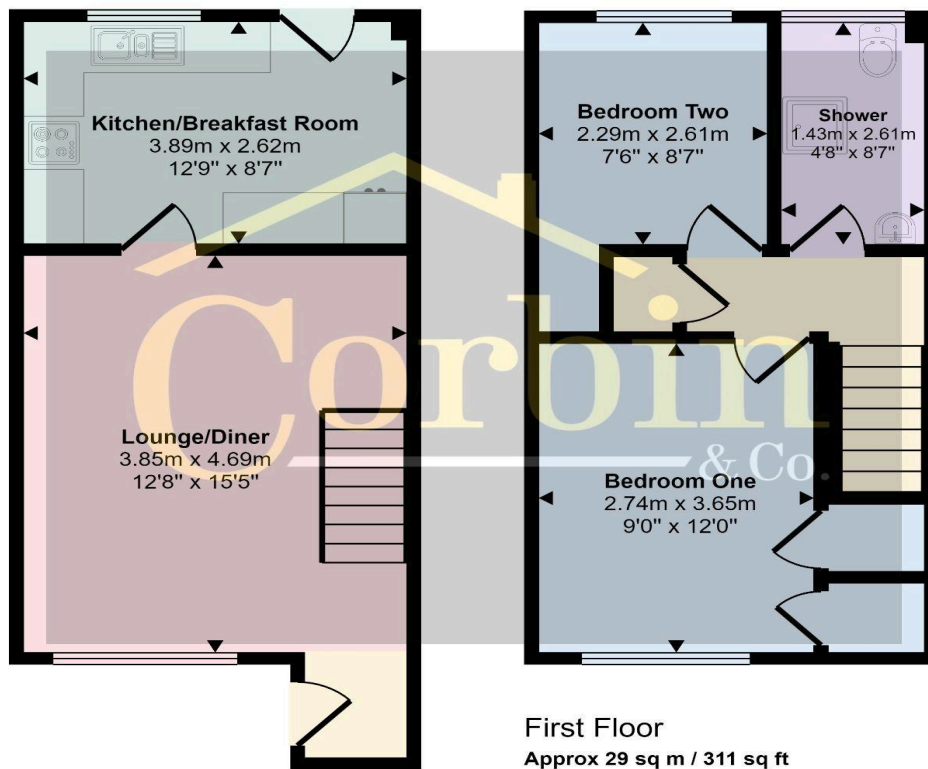 Kitchen/Breakfast Room
3.89m x 2.62m
12'9" x 8'7"
Bedroom Two
2.29m x 2.61m
7'6" x 8'7"
Shower
1.43m x 2.61m
4'8" x 8'7"
Corbin
& Co.
Lounge/Diner
3.85m x 4.69m
12'8" x 15'5"
Bedroom One
2.74m x 3.65m
9'0" x 12'0"
First Floor
Approx 29 sq m / 311 sq ft